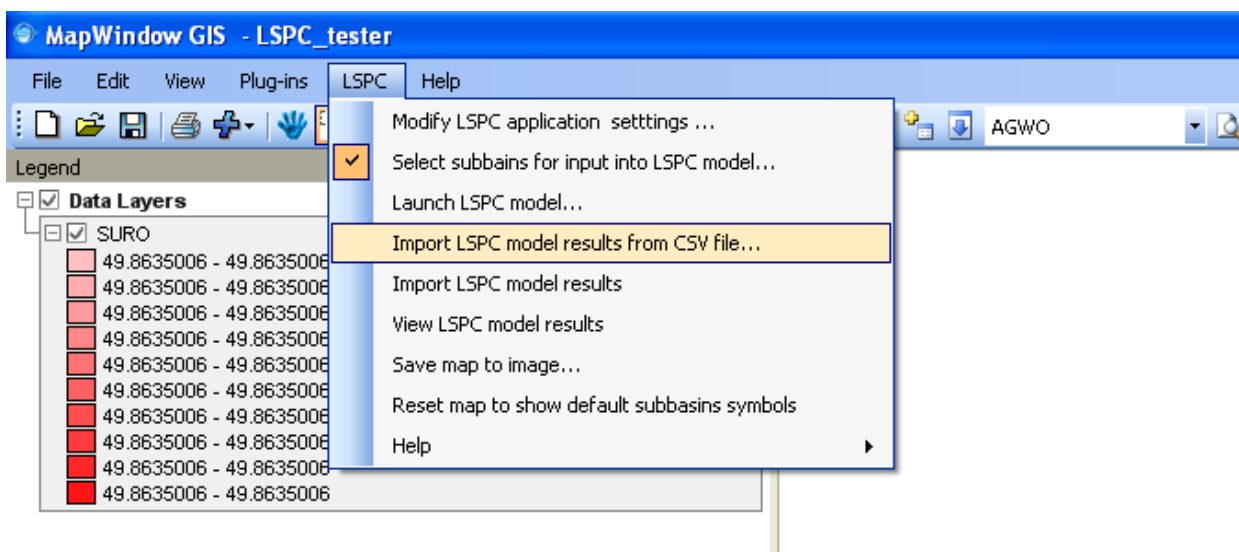 MapWindow GIS - LSPC_tester
File Edit View Plug-ins LSPC Help
AGWO
Modify LSPC application setttings ...
Select subbains for input into LSPC model...
Launch LSPC model...
Import LSPC model results from CSV file...
Import LSPC model results
View LSPC model results
Save map to image...
Reset map to show default subbasins symbols
Help
Legend
Data Layers
SURO
49.8635006 - 49.8635006
49.8635006 - 49.8635006
49.8635006 - 49.8635006
49.8635006 - 49.8635006
49.8635006 - 49.8635006
49.8635006 - 49.8635006
49.8635006 - 49.8635006
49.8635006 - 49.8635006
49.8635006 - 49.8635006